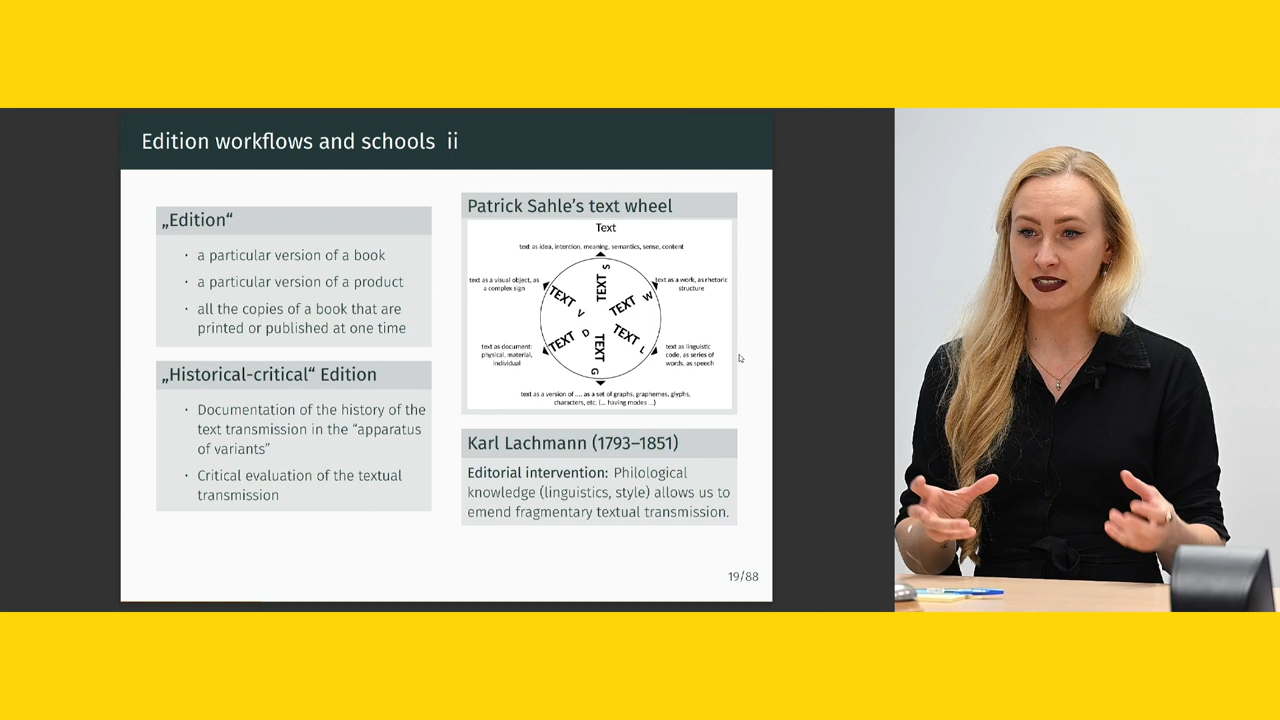 Edition workflows and schools ii
„Edition“
· a particular version of a book
· a particular version of a product
· all the copies of a book that are
printed or published at one time
„Historical-critical“ Edition
· Documentation of the history of the
text transmission in the “apparatus
of variants”
· Critical evaluation of the textual
transmission
Patrick Sahle’s text wheel
Text
text as idea, intention, meaning, semantics, sense, content
text as a visual object, as
a complex sign
text as a work, as rhetoric
structure
TEXT S
TEXT W
TEXT L
TEXT G
TEXT D
TEXT V
text as document:
physical, material,
individual
text as linguistic
code, as series of
words, as speech
text as a version of ..., as a set of graphs, graphemes, glyphs,
characters, etc. (... having modes ...)
Karl Lachmann (1793–1851)
Editorial intervention: Philological
knowledge (linguistics, style) allows us to
emend fragmentary textual transmission.
19/88